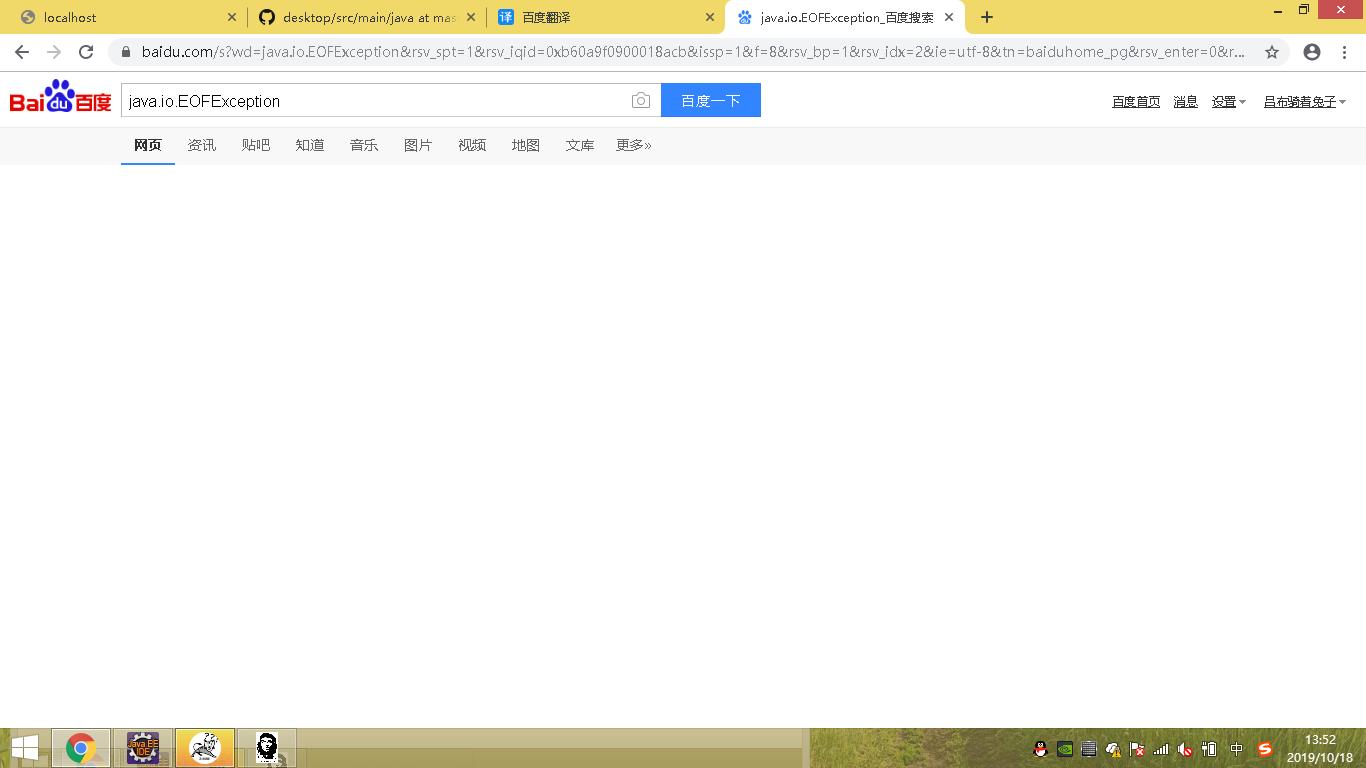 localhost
desktop/src/main/java at mas
译 百度翻译
java.io.EOFException_百度搜索
baidu.com/s?wd=java.io.EOFException&rsv_spt=1&rsv_iqid=0xb60a9f0900018acb&issp=1&f=8&rsv_bp=1&rsv_idx=2&ie=utf-8&tn=baiduhome_pg&rsv_enter=0&r...
Bai du 百度
java.io.EOFException
百度一下
百度首页 消息 设置 吕布骑着兔子
网页 资讯 贴吧 知道 音乐 图片 视频 地图 文库 更多»
Java EE
IDE
中
S
13:52
2019/10/18